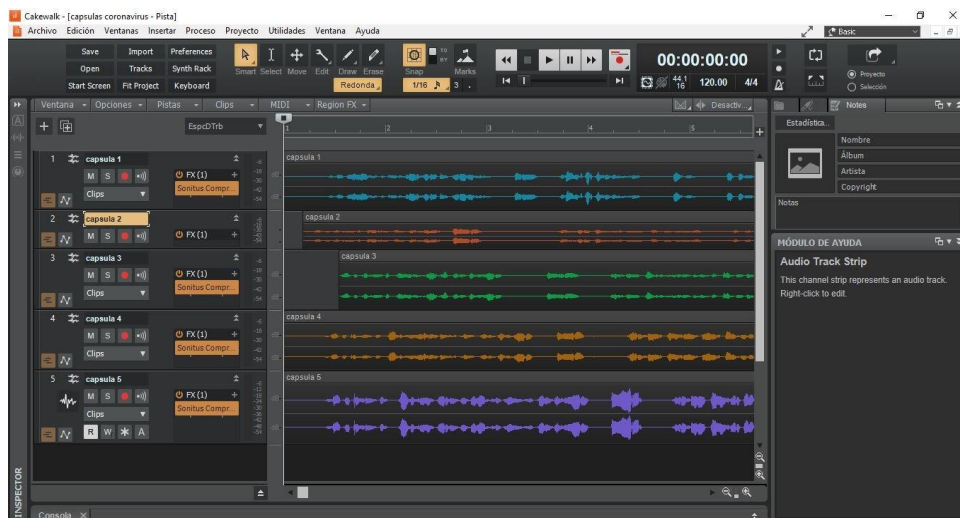 Cakewalk - [capsulas coronavirus - Pista]
Archivo Edición Ventanas Insertar Proceso Proyecto Utilidades Ventana Ayuda
Basic
Save Import Preferences
Open Tracks Synth Rack
Start Screen Fit Project Keyboard
Smart Select Move Edit Draw Erase
Redonda
Snap
TO
BY
Marks
1/16 3
00:00:00:00
44.1
16
120.00 4/4
Proyecto
Selección
Ventana Opciones Pistas Clips MIDI Region FX
Desactiv...
Notes
EspcDTrb
1 2 3 4 5
1 capsula 1
M S
Clips
FX (1)
Sonitus Compr...
capsula 1
2 capsula 2
M S
FX (1)
capsula 2
3 capsula 3
M S
Clips
FX (1)
Sonitus Compr...
capsula 3
4 capsula 4
M S
Clips
FX (1)
Sonitus Compr...
capsula 4
5 capsula 5
M S
Clips
R W A
FX (1)
Sonitus Compr...
capsula 5
Estadística...
Nombre
Álbum
Artista
Copyright
Notas
MÓDULO DE AYUDA
Audio Track Strip
This channel strip represents an audio track.
Right-click to edit.
INSPECTOR
Consola